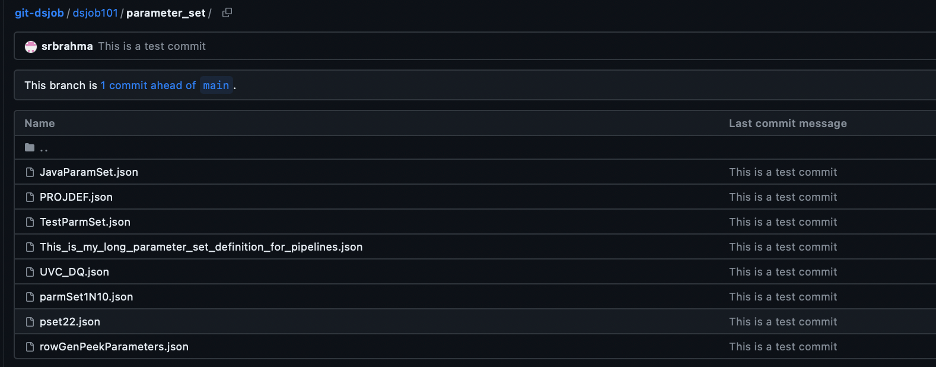 git-dsjob / dsjob101 / parameter_set /
srbrahma This is a test commit
This branch is 1 commit ahead of main .
Name Last commit message
..
JavaParamSet.json This is a test commit
PROJDEF.json This is a test commit
TestParmSet.json This is a test commit
This_is_my_long_parameter_set_definition_for_pipelines.json This is a test commit
UVC_DQ.json This is a test commit
parmSet1N10.json This is a test commit
pset22.json This is a test commit
rowGenPeekParameters.json This is a test commit